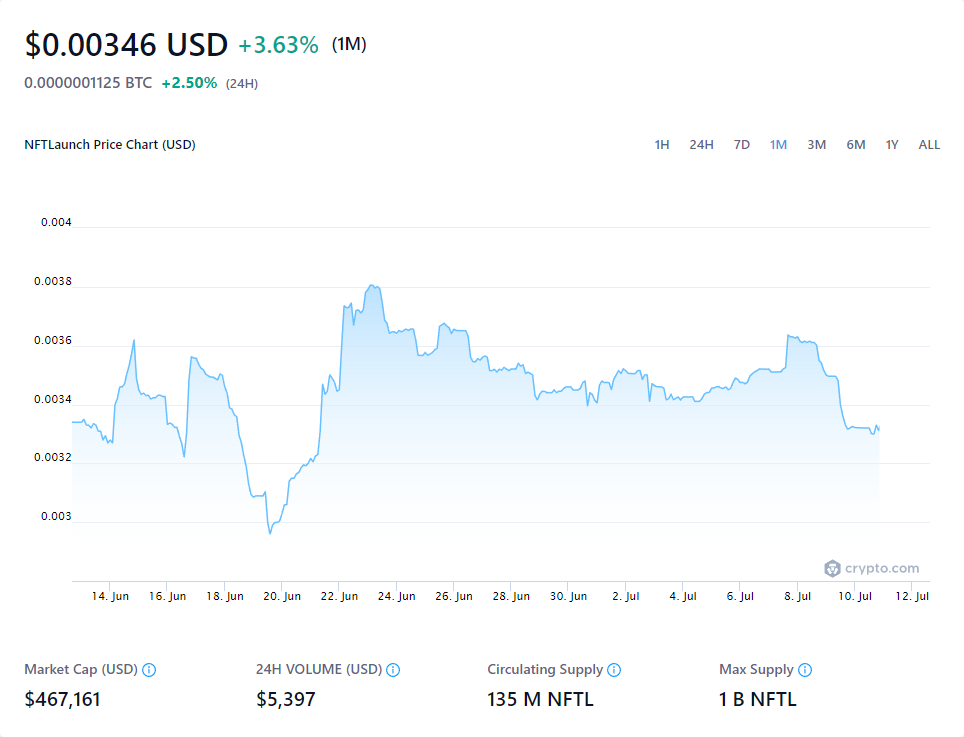 $0.00346 USD +3.63% (1M)
0.0000001125 BTC +2.50% (24H)
NFTLaunch Price Chart (USD) 1H 24H 7D 1M 3M 6M 1Y ALL
0.004
0.0038
0.0036
0.0034
0.0032
0.003
crypto.com
14. Jun 16. Jun 18. Jun 20. Jun 22. Jun 24. Jun 26. Jun 28. Jun 30. Jun 2. Jul 4. Jul 6. Jul 8. Jul 10. Jul 12. Jul
Market Cap (USD) 24H VOLUME (USD) Circulating Supply Max Supply
$467,161 $5,397 135 M NFTL 1 B NFTL